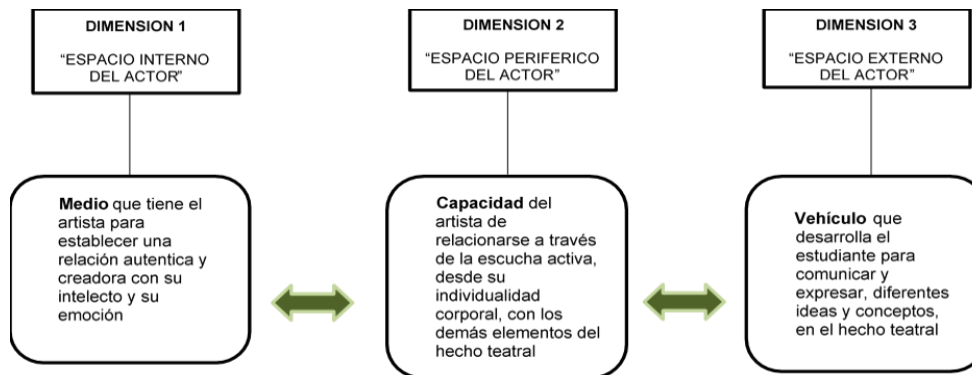 DIMENSION 1
“ESPACIO INTERNO
DEL ACTOR”
Medio que tiene el
artista para
establecer una
relación autentica y
creadora con su
intelecto y su
emoción
DIMENSION 2
“ESPACIO PERIFERICO
DEL ACTOR”
Capacidad del
artista de
relacionarse a través
de la escucha activa,
desde su
individualidad
corporal, con los
demás elementos del
hecho teatral
DIMENSION 3
“ESPACIO EXTERNO
DEL ACTOR”
Vehículo que
desarrolla el
estudiante para
comunicar y
expresar, diferentes
ideas y conceptos,
en el hecho teatral